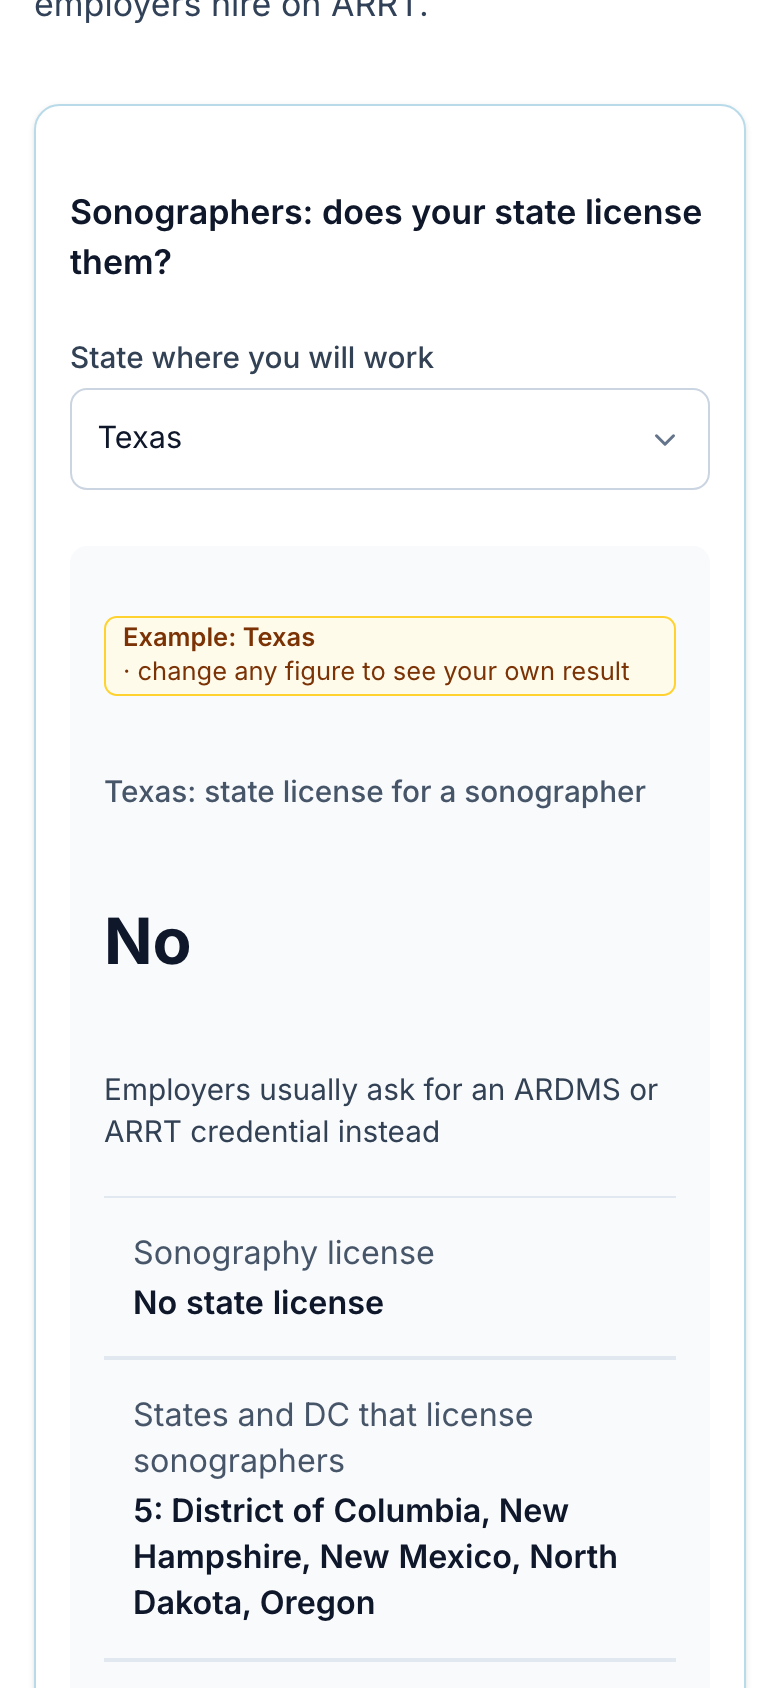 employers hire on ARRT.
Sonographers: does your state license
them?
State where you will work
Texas
Example: Texas
· change any figure to see your own result
Texas: state license for a sonographer
No
Employers usually ask for an ARDMS or
ARRT credential instead
Sonography license
No state license
States and DC that license
sonographers
5: District of Columbia, New
Hampshire, New Mexico, North
Dakota, Oregon